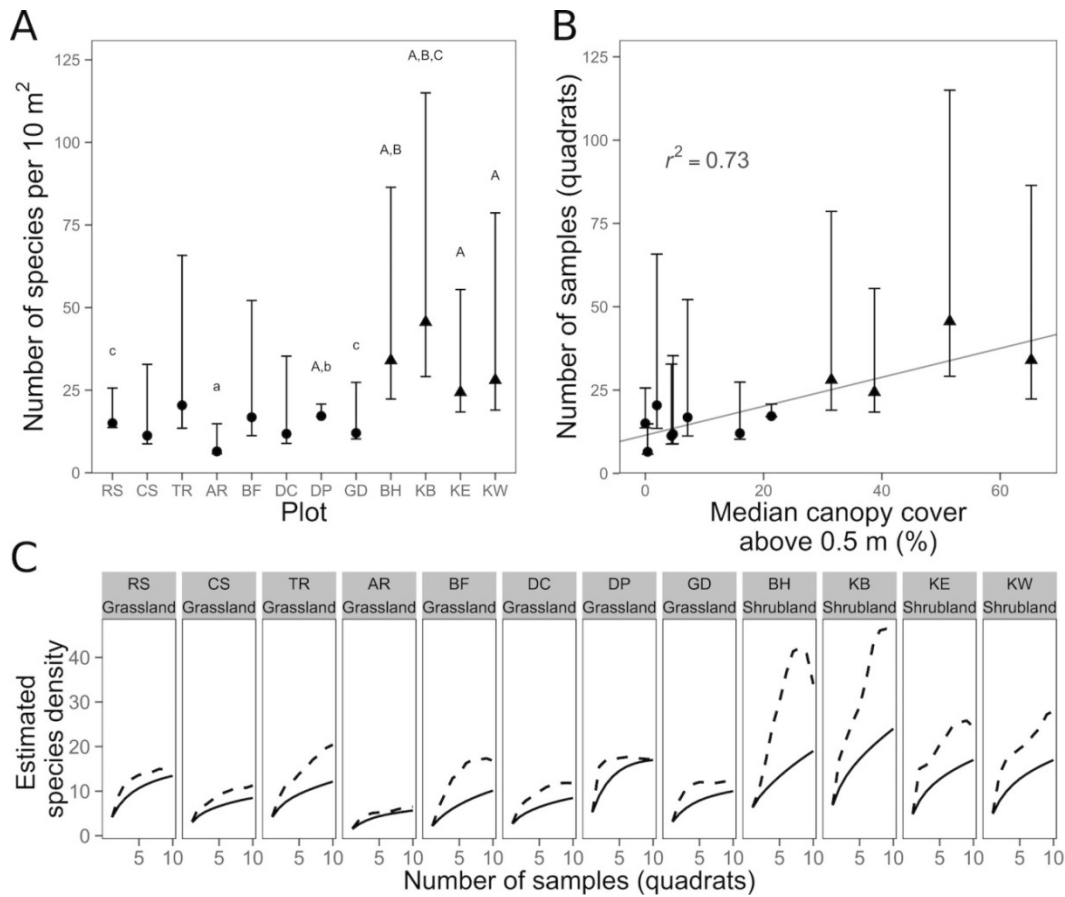 A
Number of species per 10 m²
125
100
75
50
25
0
c
a
A,b
c
A,B
A,B,C
A
A
RS CS TR AR BF DC DP GD BH KB KE KW
Plot
B
Number of samples (quadrats)
125
100
75
50
25
0
r² = 0.73
0 20 40 60
Median canopy cover
above 0.5 m (%)
C
RS CS TR AR BF DC DP GD BH KB KE KW
Grassland Grassland Grassland Grassland Grassland Grassland Grassland Grassland Shrubland Shrubland Shrubland Shrubland
Estimated
species density
40
30
20
10
0
5 10 5 10 5 10 5 10 5 10 5 10 5 10 5 10 5 10 5 10 5 10 5 10
Number of samples (quadrats)